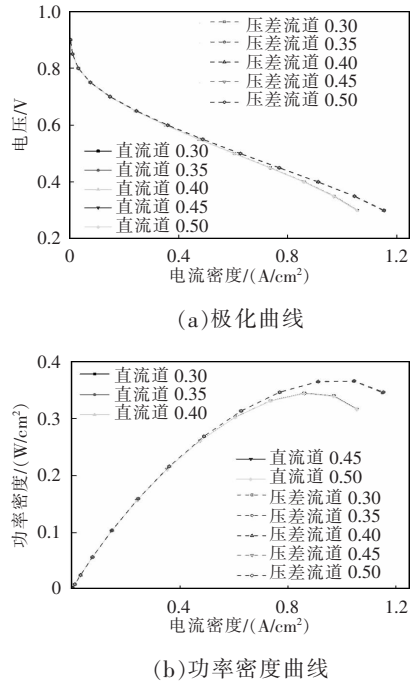 1.0
0.8
0.6
0.4
0.2
电压/V
压差流道 0.30
压差流道 0.35
压差流道 0.40
压差流道 0.45
压差流道 0.50
直流道 0.30
直流道 0.35
直流道 0.40
直流道 0.45
直流道 0.50
0 0.4 0.8 1.2
电流密度/(A/cm²)
(a)极化曲线
0.4
0.3
0.2
0.1
0
功率密度/(W/cm²)
直流道 0.30
直流道 0.35
直流道 0.40
直流道 0.45
直流道 0.50
压差流道 0.30
压差流道 0.35
压差流道 0.40
压差流道 0.45
压差流道 0.50
0.4 0.8 1.2
电流密度/(A/cm²)
(b)功率密度曲线